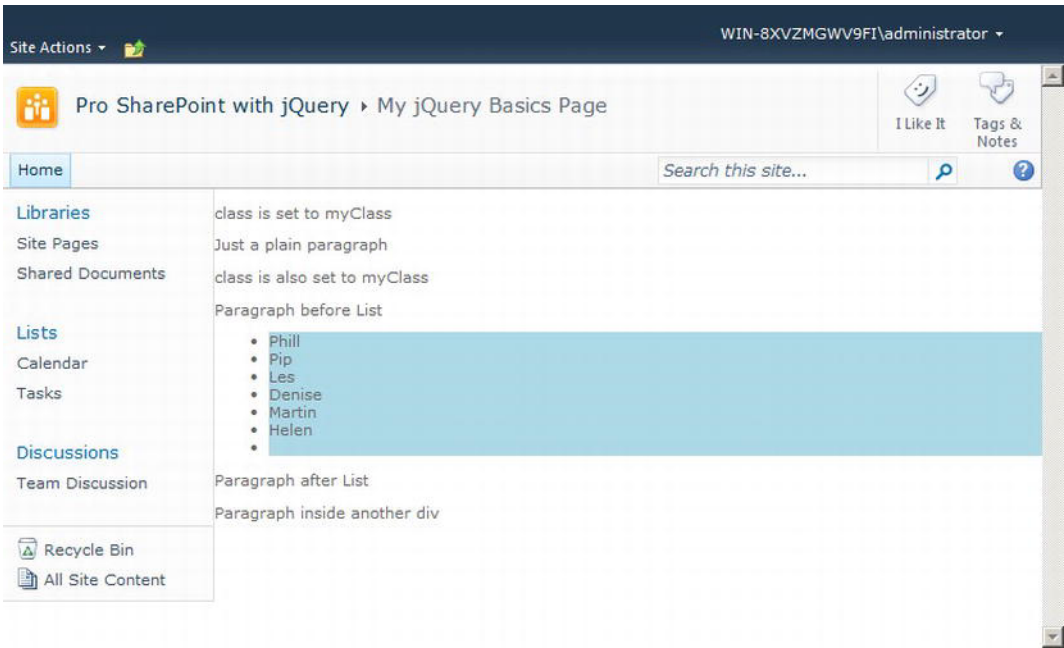 WIN-8XVZMGWV9FI\administrator
Site Actions
Pro SharePoint with jQuery ▸ My jQuery Basics Page
I Like It
Tags &
Notes
Home
Search this site...
Libraries
Site Pages
Shared Documents
Lists
Calendar
Tasks
Discussions
Team Discussion
Recycle Bin
All Site Content
class is set to myClass
Just a plain paragraph
class is also set to myClass
Paragraph before List
• Phill
• Pip
• Les
• Denise
• Martin
• Helen
•
Paragraph after List
Paragraph inside another div